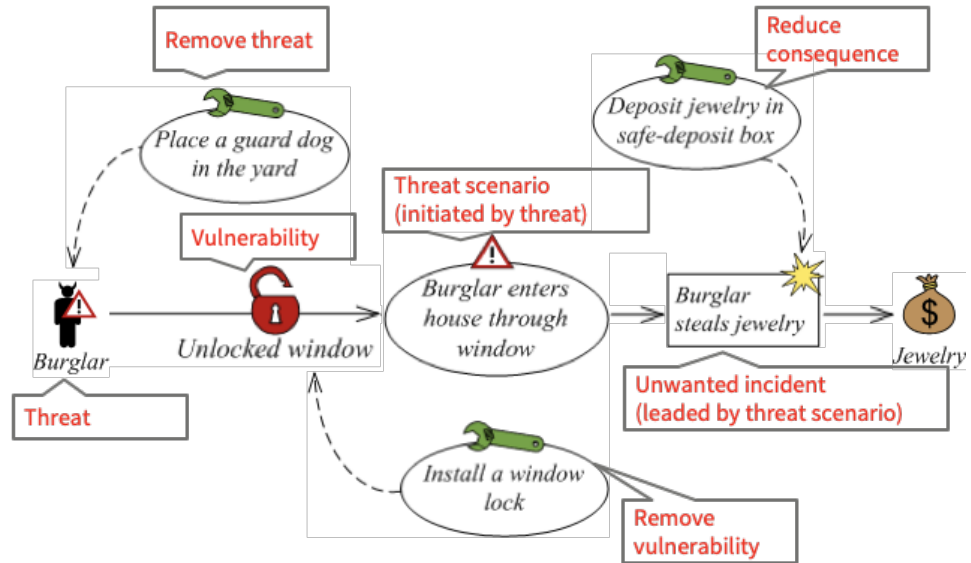 Remove threat
Reduce
consequence
Place a guard dog
in the yard
Deposit jewelry in
safe-deposit box
Threat scenario
(initiated by threat)
Vulnerability
!
!
Burglar
Unlocked window
Burglar enters
house through
window
Burglar
steals jewelry
$
Jewelry
Threat
Unwanted incident
(leaded by threat scenario)
Install a window
lock
Remove
vulnerability